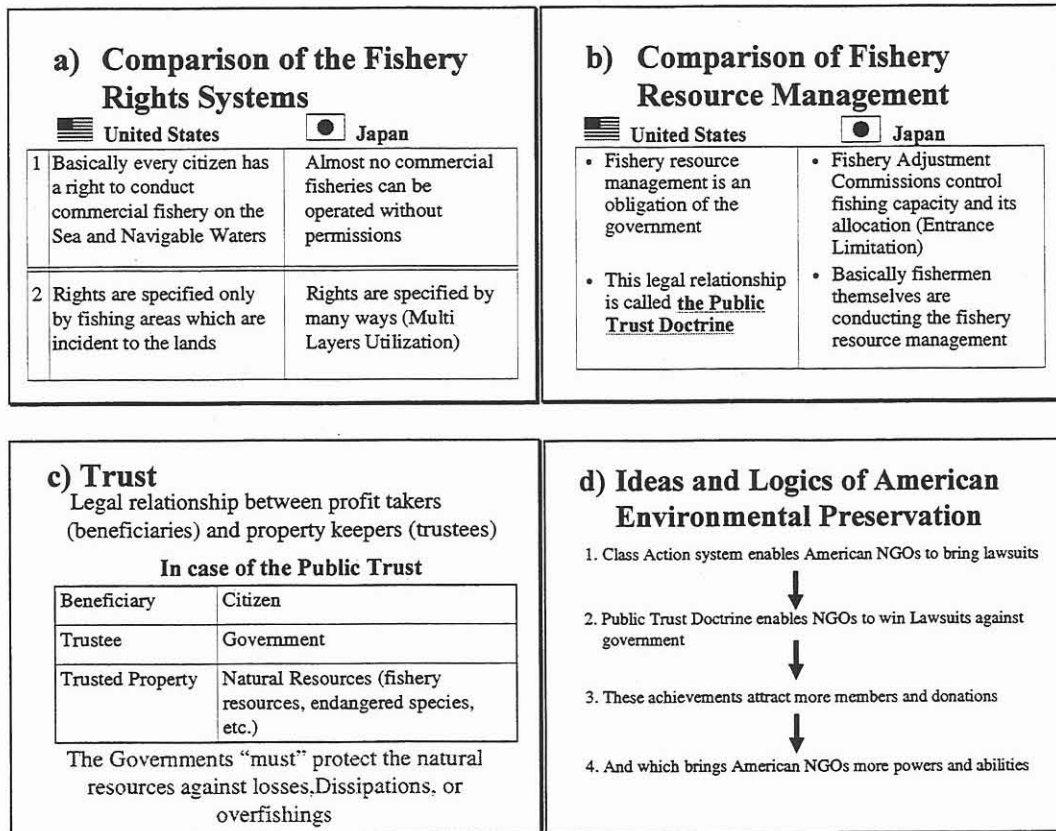 a) Comparison of the Fishery
Rights Systems
United States
Japan
1 Basically every citizen has
a right to conduct
commercial fishery on the
Sea and Navigable Waters
Almost no commercial
fisheries can be
operated without
permissions
2 Rights are specified only
by fishing areas which are
incident to the lands
Rights are specified by
many ways (Multi
Layers Utilization)
b) Comparison of Fishery
Resource Management
United States
Japan
• Fishery resource
management is an
obligation of the
government
• This legal relationship
is called the Public
Trust Doctrine
• Fishery Adjustment
Commissions control
fishing capacity and its
allocation (Entrance
Limitation)
• Basically fishermen
themselves are
conducting the fishery
resource management
c) Trust
Legal relationship between profit takers
(beneficiaries) and property keepers (trustees)
In case of the Public Trust
Beneficiary Citizen
Trustee Government
Trusted Property Natural Resources (fishery
resources, endangered species,
etc.)
The Governments “must” protect the natural
resources against losses,Dissipations, or
overfishings
d) Ideas and Logics of American
Environmental Preservation
1. Class Action system enables American NGOs to bring lawsuits
2. Public Trust Doctrine enables NGOs to win Lawsuits against
government
3. These achievements attract more members and donations
4. And which brings American NGOs more powers and abilities